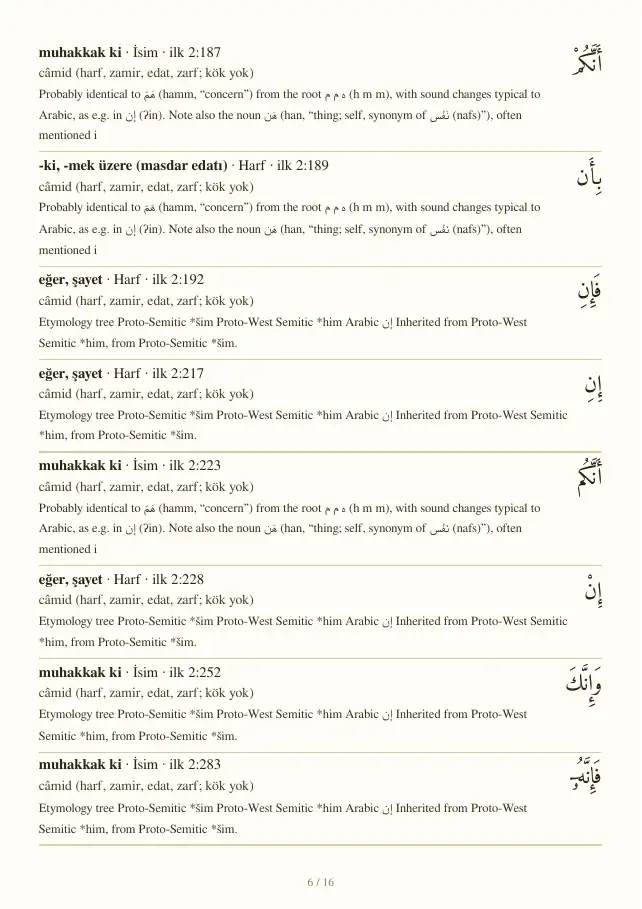 muhakkak ki · İsim · ilk 2:187 أَنَّكُمْ
câmid (harf, zamir, edat, zarf; kök yok)
Probably identical to هَمّ (hamm, “concern”) from the root ه م م (h m m), with sound changes typical to
Arabic, as e.g. in إن (ʔin). Note also the noun هَن (han, “thing; self, synonym of نَفْس (nafs)”), often
mentioned i
-ki, -mek üzere (masdar edatı) · Harf · ilk 2:189 بِأَن
câmid (harf, zamir, edat, zarf; kök yok)
Probably identical to هَمّ (hamm, “concern”) from the root ه م م (h m m), with sound changes typical to
Arabic, as e.g. in إن (ʔin). Note also the noun هَن (han, “thing; self, synonym of نَفْس (nafs)”), often
mentioned i
eğer, şayet · Harf · ilk 2:192 فَإِنِ
câmid (harf, zamir, edat, zarf; kök yok)
Etymology tree Proto-Semitic *šim Proto-West Semitic *him Arabic إن Inherited from Proto-West
Semitic *him, from Proto-Semitic *šim.
eğer, şayet · Harf · ilk 2:217 إِنِ
câmid (harf, zamir, edat, zarf; kök yok)
Etymology tree Proto-Semitic *šim Proto-West Semitic *him Arabic إن Inherited from Proto-West Semitic
*him, from Proto-Semitic *šim.
muhakkak ki · İsim · ilk 2:223 أَنَّكُم
câmid (harf, zamir, edat, zarf; kök yok)
Probably identical to هَمّ (hamm, “concern”) from the root ه م م (h m m), with sound changes typical to
Arabic, as e.g. in إن (ʔin). Note also the noun هَن (han, “thing; self, synonym of نَفْس (nafs)”), often
mentioned i
eğer, şayet · Harf · ilk 2:228 إِنْ
câmid (harf, zamir, edat, zarf; kök yok)
Etymology tree Proto-Semitic *šim Proto-West Semitic *him Arabic إن Inherited from Proto-West Semitic
*him, from Proto-Semitic *šim.
muhakkak ki · İsim · ilk 2:252 وَإِنَّكَ
câmid (harf, zamir, edat, zarf; kök yok)
Etymology tree Proto-Semitic *šim Proto-West Semitic *him Arabic إن Inherited from Proto-West
Semitic *him, from Proto-Semitic *šim.
muhakkak ki · İsim · ilk 2:283 فَإِنَّهُۥٓ
câmid (harf, zamir, edat, zarf; kök yok)
Etymology tree Proto-Semitic *šim Proto-West Semitic *him Arabic إن Inherited from Proto-West
Semitic *him, from Proto-Semitic *šim.
6 / 16